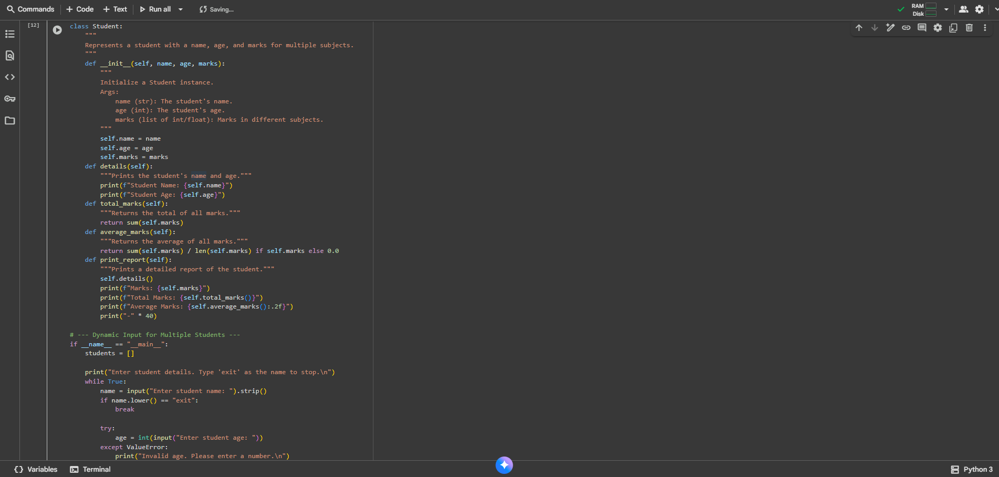 Commands + Code + Text Run all Saving...
RAM
Disk
[12]
class Student:
    """
    Represents a student with a name, age, and marks for multiple subjects.
    """
    def __init__(self, name, age, marks):
        """
        Initialize a Student instance.
        Args:
            name (str): The student's name.
            age (int): The student's age.
            marks (list of int/float): Marks in different subjects.
        """
        self.name = name
        self.age = age
        self.marks = marks
    def details(self):
        """Prints the student's name and age."""
        print(f"Student Name: {self.name}")
        print(f"Student Age: {self.age}")
    def total_marks(self):
        """Returns the total of all marks."""
        return sum(self.marks)
    def average_marks(self):
        """Returns the average of all marks."""
        return sum(self.marks) / len(self.marks) if self.marks else 0.0
    def print_report(self):
        """Prints a detailed report of the student."""
        self.details()
        print(f"Marks: {self.marks}")
        print(f"Total Marks: {self.total_marks()}")
        print(f"Average Marks: {self.average_marks():.2f}")
        print("-" * 40)

# --- Dynamic Input for Multiple Students ---
if __name__ == "__main__":
    students = []

    print("Enter student details. Type 'exit' as the name to stop.\n")
    while True:
        name = input("Enter student name: ").strip()
        if name.lower() == "exit":
            break

        try:
            age = int(input("Enter student age: "))
        except ValueError:
            print("Invalid age. Please enter a number.\n")
{} Variables Terminal Python 3